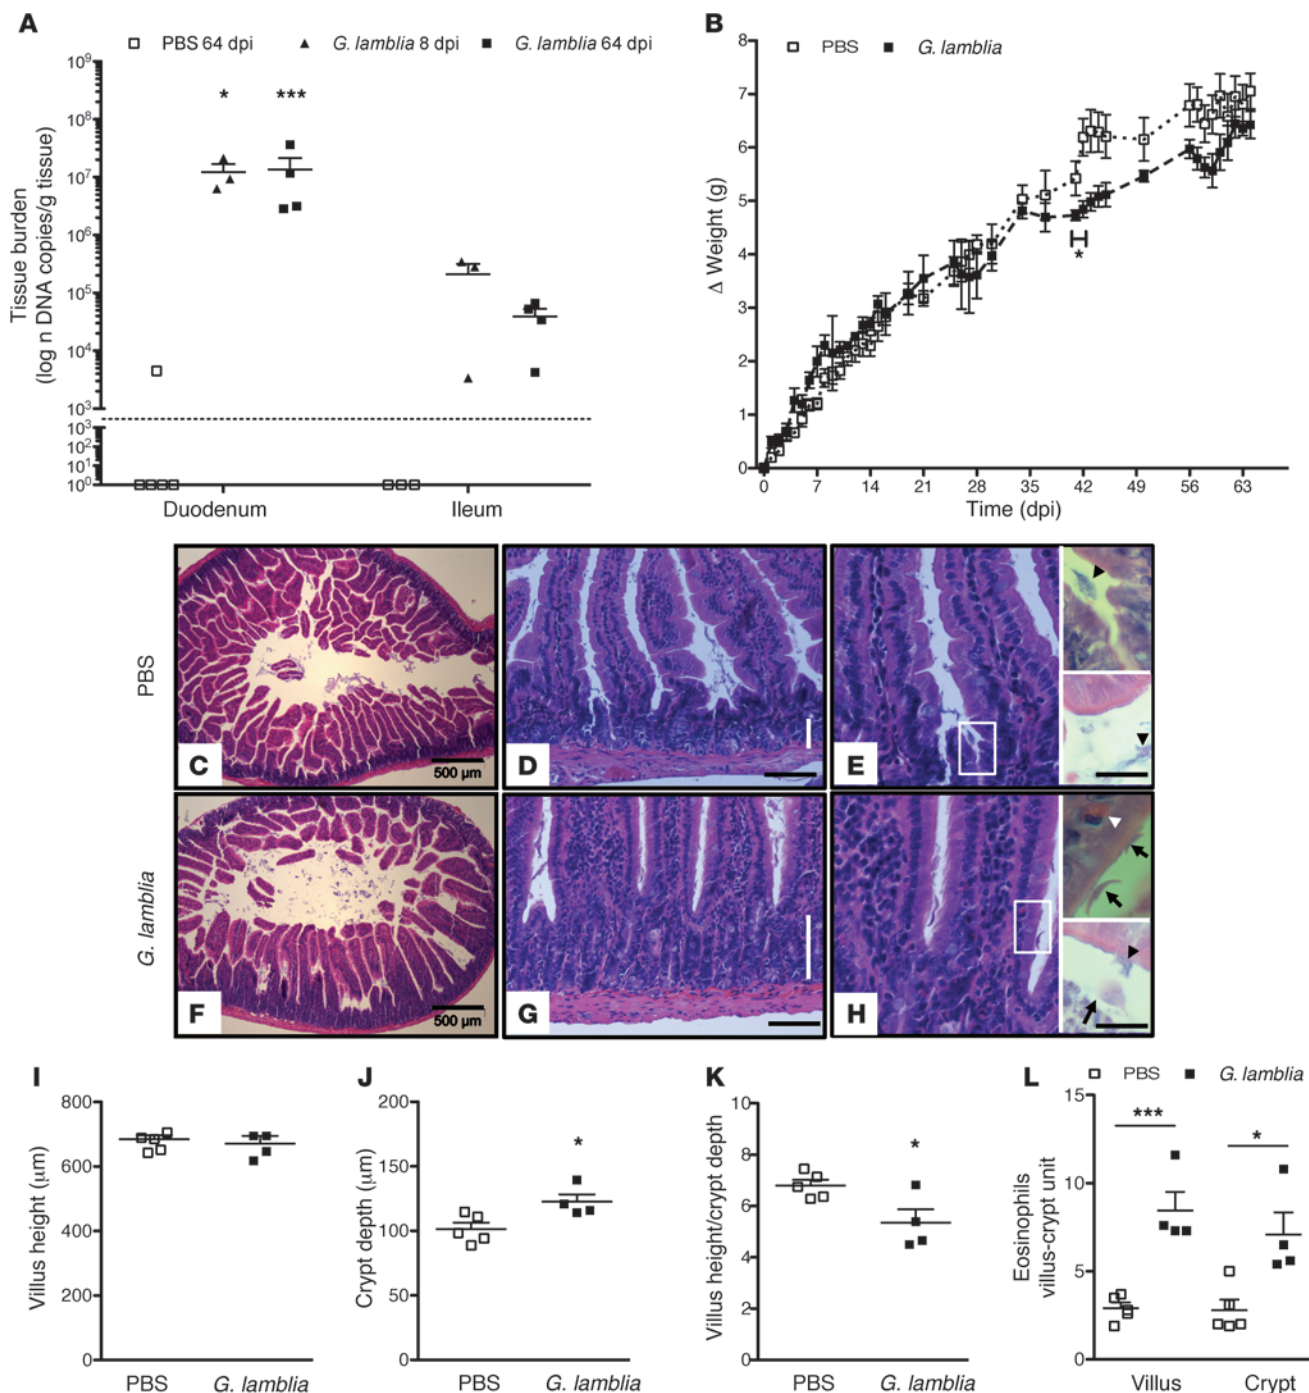 A
B
PBS 64 dpi
G. lamblia 8 dpi
G. lamblia 64 dpi
PBS
G. lamblia
Tissue burden
(log n DNA copies/g tissue)
10⁹
10⁸
10⁷
10⁶
10⁵
10⁴
10³
10³
10²
10¹
10⁰
*
***
Duodenum
Ileum
Δ Weight (g)
8
7
6
5
4
3
2
1
0
*
0
7
14
21
28
35
42
49
56
63
Time (dpi)
PBS
C
500 µm
D
E
G. lamblia
F
500 µm
G
H
I
J
K
L
PBS
G. lamblia
Villus height (µm)
800
600
400
200
0
PBS
G. lamblia
Crypt depth (µm)
200
150
100
50
0
*
PBS
G. lamblia
Villus height/crypt depth
10
8
6
4
2
0
*
PBS
G. lamblia
Eosinophils
villus-crypt unit
15
10
5
0
***
*
Villus
Crypt